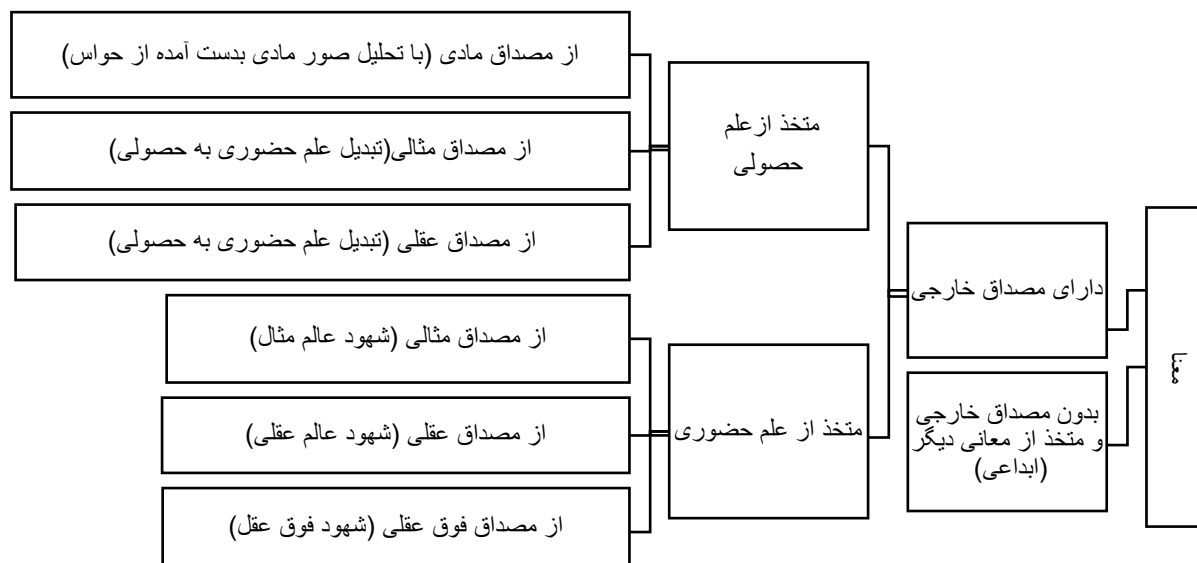 معنا
دارای مصداق خارجی
متخذ ازعلم
حصولی
از مصداق مادی (با تحلیل صور مادی بدست آمده از حواس)
از مصداق مثالی(تبدیل علم حضوری به حصولی)
از مصداق عقلی (تبدیل علم حضوری به حصولی)
متخذ از علم حضوری
از مصداق مثالی (شهود عالم مثال)
از مصداق عقلی (شهود عالم عقلی)
از مصداق فوق عقلی (شهود فوق عقل)
بدون مصداق خارجی
و متخذ از معانی دیگر
(ابداعی)